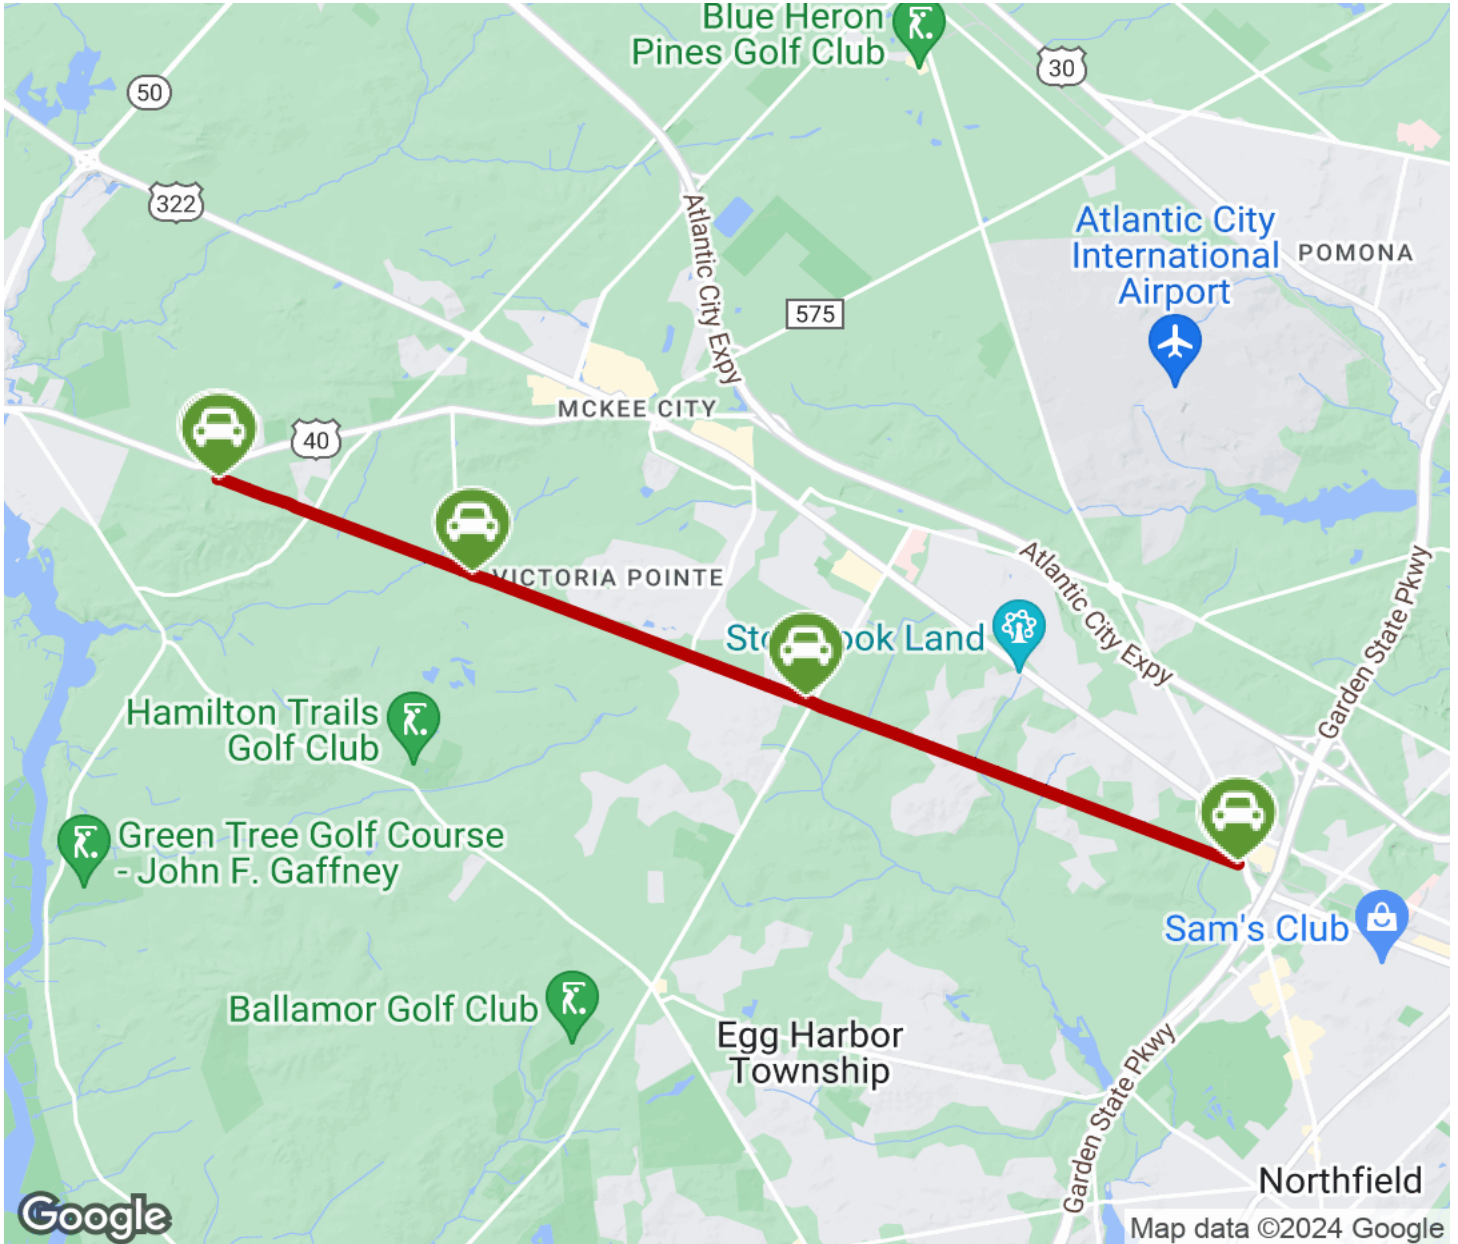 Blue Heron
Pines Golf Club
30
50
322
Atlantic City Expy
Atlantic City
International
Airport
POMONA
575
MCKEE CITY
40
VICTORIA POINTE
Atlantic City Expy
Garden State Pkwy
ook Land
Hamilton Trails
Golf Club
Green Tree Golf Course
- John F. Gaffney
Sam's Club
Ballamor Golf Club
Egg Harbor
Township
Garden State Pkwy
Northfield
Google
Map data ©2024 Google